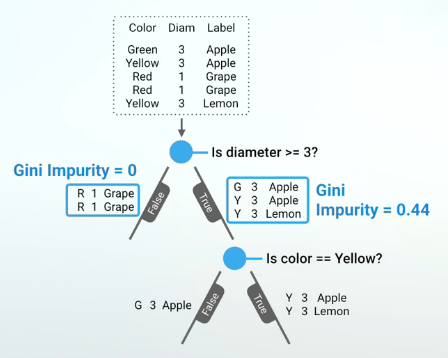 Color Diam Label
Green 3 Apple
Yellow 3 Apple
Red 1 Grape
Red 1 Grape
Yellow 3 Lemon
Is diameter >= 3?
Gini Impurity = 0
R 1 Grape
R 1 Grape
False
True
G 3 Apple
Y 3 Apple
Y 3 Lemon
Gini
Impurity = 0.44
Is color == Yellow?
G 3 Apple
False
True
Y 3 Apple
Y 3 Lemon